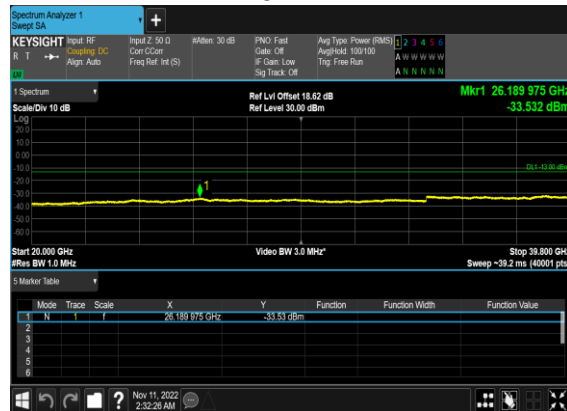 Spectrum Analyzer 1
Swept SA
+
KEYSIGHT Input: RF Input Z: 50 Ω #Atten: 30 dB PNO: Fast Avg Type: Power (RMS) 1 2 3 4 5 6
R T Coupling: DC Corr CCorr Gate: Off Avg|Hold: 100/100 A W W W W W
Align: Auto Freq Ref: Int (S) IF Gain: Low Trig: Free Run A N N N N N
Sig Track: Off
LW
1 Spectrum Ref Lvl Offset 18.62 dB Mkr1 26.189 975 GHz
Scale/Div 10 dB Ref Level 30.00 dBm -33.532 dBm
Log
20.0
10.0
0.00
-10.0 DL1 -13.00 dBm
-20.0
-30.0 1
-40.0
-50.0
-60.0
Start 20.000 GHz Video BW 3.0 MHz* Stop 39.800 GHz
#Res BW 1.0 MHz Sweep ~39.2 ms (40001 pts)
5 Marker Table
Mode Trace Scale X Y Function Function Width Function Value
1 N 1 f 26.189 975 GHz -33.53 dBm
2
3
4
5
6
? Nov 11, 2022
2:32:26 AM